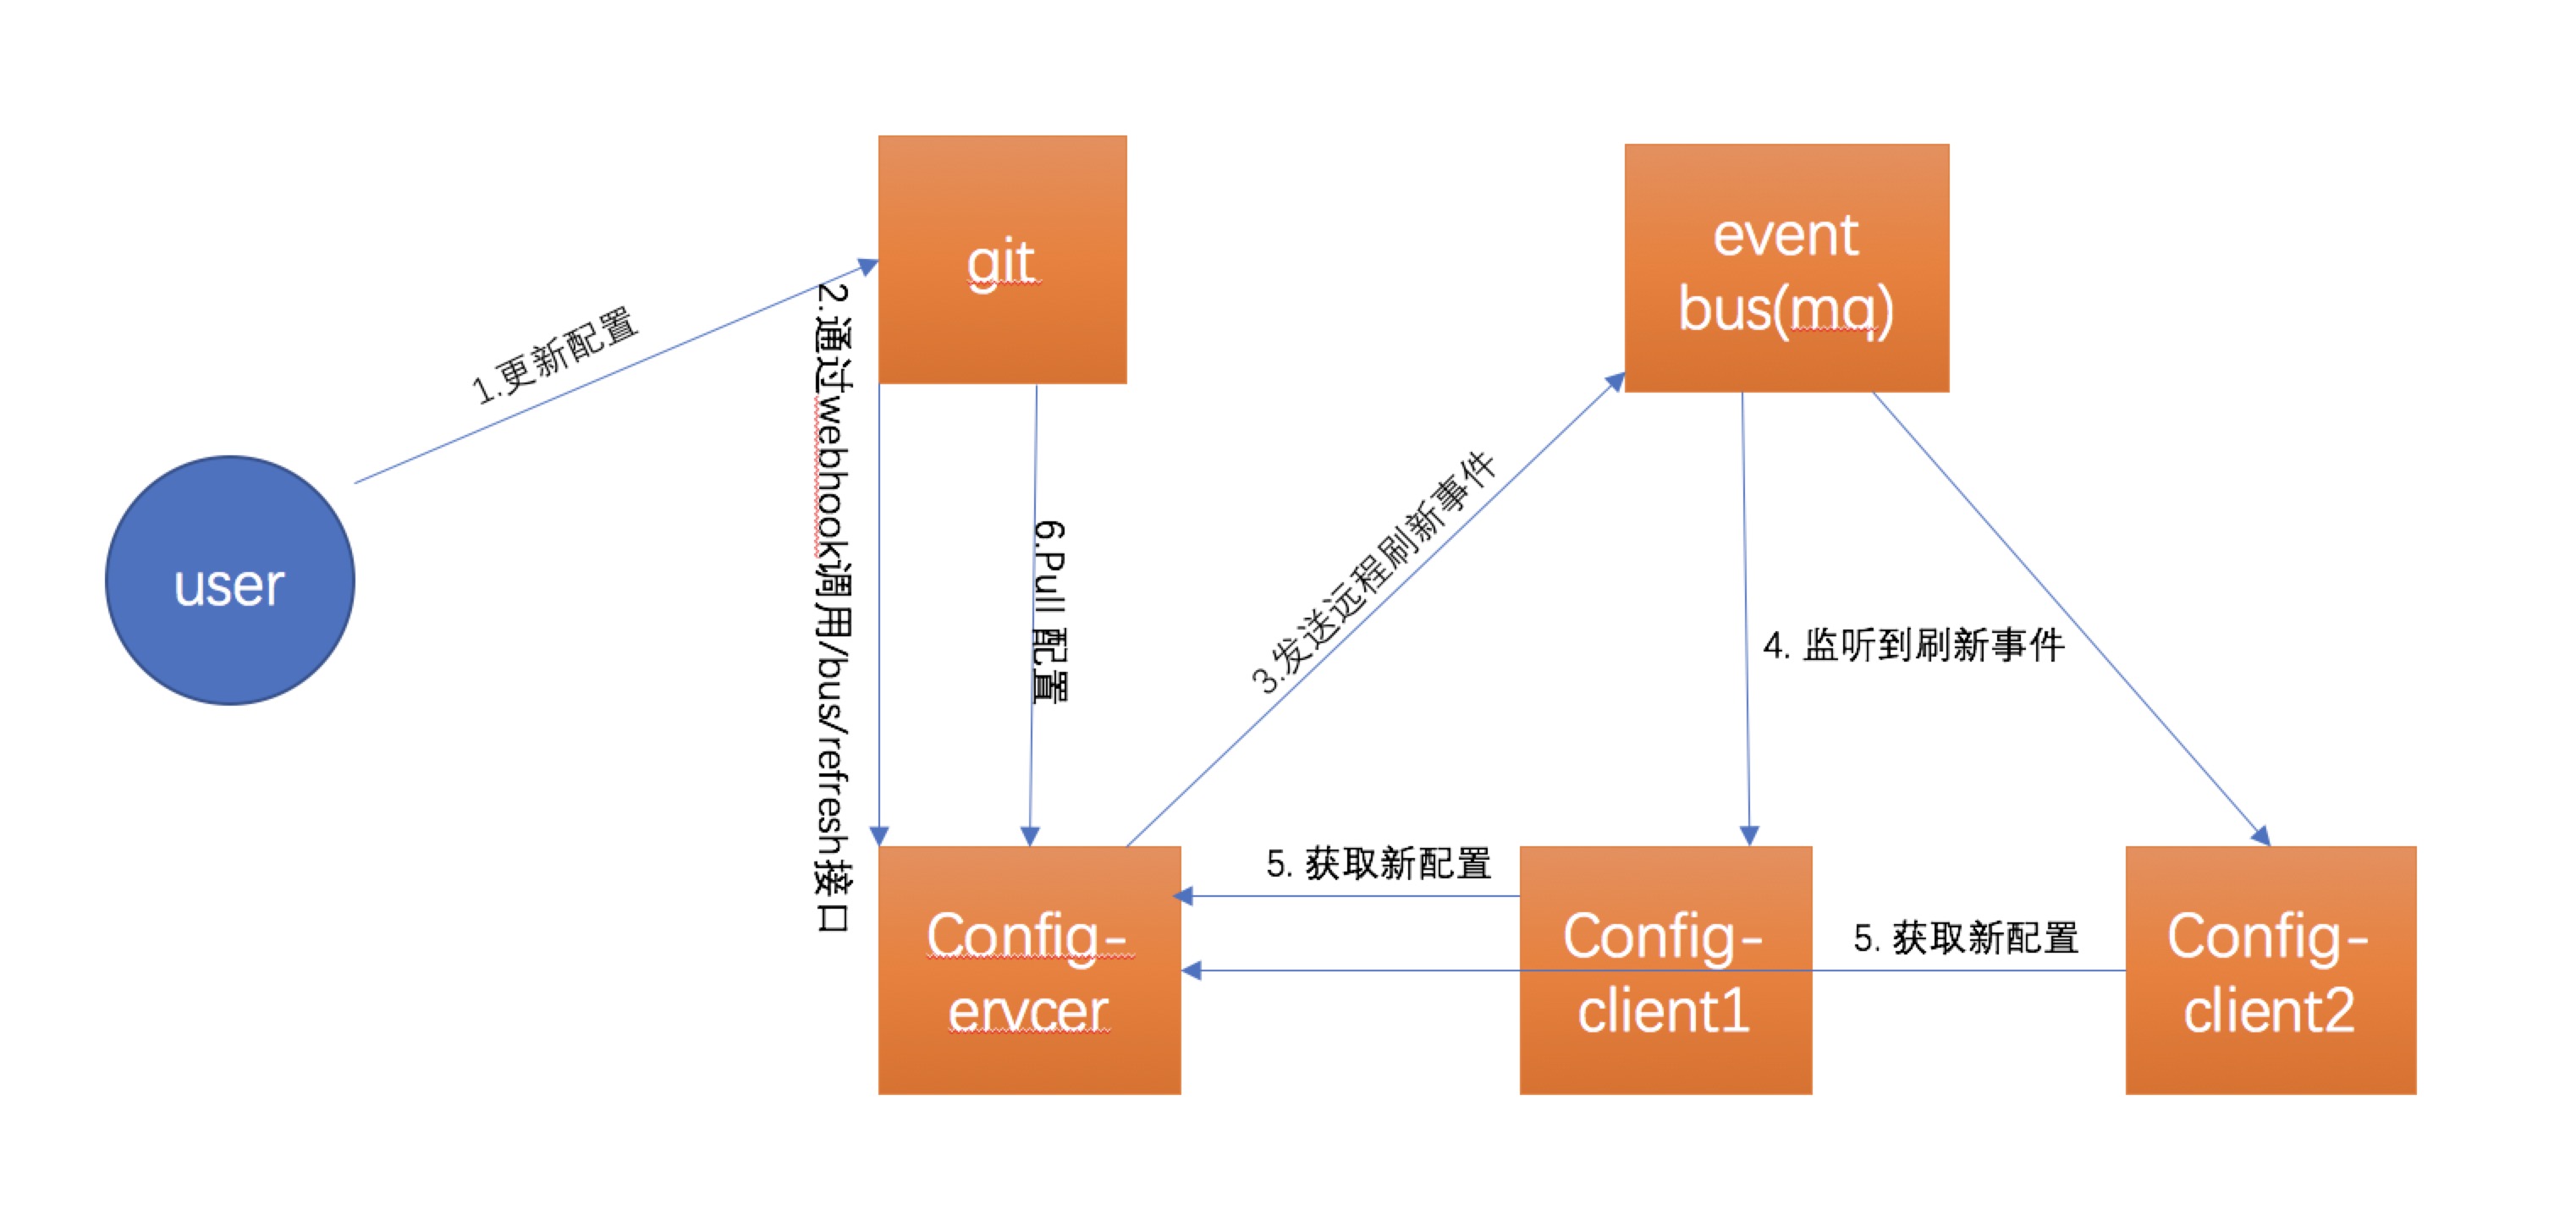 git
event
bus(mq)
1.更新配置
2.通过webhook调用/bus/refresh接口
user
6.Pull 配置
3.发送远程刷新事件
4. 监听到刷新事件
5. 获取新配置
Config-
ervcer
Config-
client1
5. 获取新配置
Config-
client2